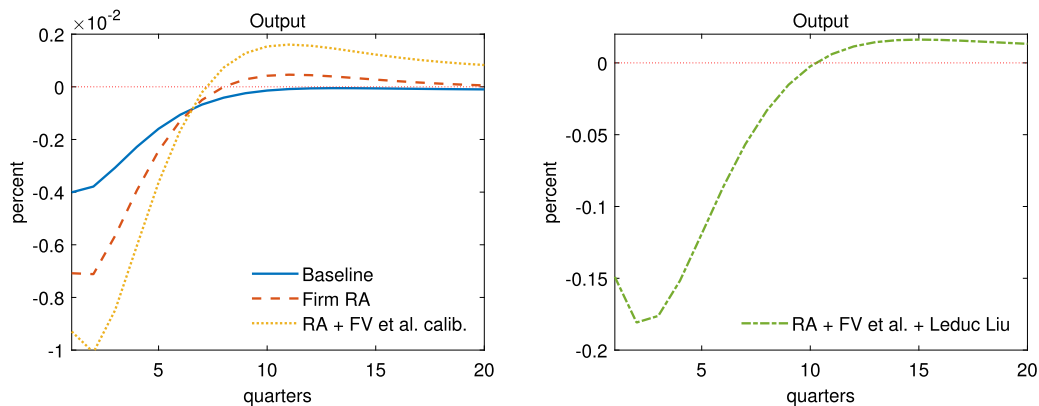 ×10⁻² Output
0.2
0
-0.2
-0.4
-0.6
-0.8
-1
percent
Baseline
Firm RA
RA + FV et al. calib.
5 10 15 20
quarters
Output
0
-0.05
-0.1
-0.15
-0.2
percent
RA + FV et al. + Leduc Liu
5 10 15 20
quarters